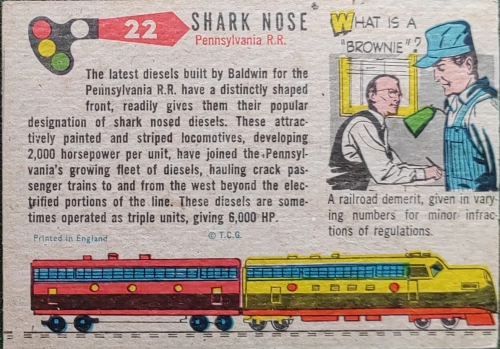 22
SHARK NOSE
Pennsylvania R.R.
The latest diesels built by Baldwin for the
Pennsylvania R.R. have a distinctly shaped
front, readily gives them their popular
designation of shark nosed diesels. These attrac-
tively painted and striped locomotives, developing
2,000 horsepower per unit, have joined the Pennsyl-
vania's growing fleet of diesels, hauling crack pas-
senger trains to and from the west beyond the elec-
trified portions of the line. These diesels are some-
times operated as triple units, giving 6,000 HP.
Printed in England
© T.C.G.
WHAT IS A
"BROWNIE"?
A railroad demerit, given in vary-
ing numbers for minor infrac-
tions of regulations.